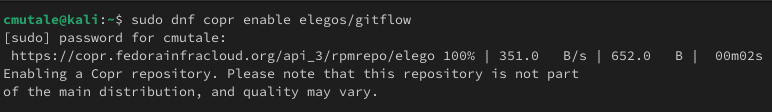 cmutale@kali:~$ sudo dnf copr enable elegos/gitflow
[sudo] password for cmutale:
https://copr.fedorainfracloud.org/api_3/rpmrepo/elego 100% | 351.0   B/s | 652.0   B |  00m02s
Enabling a Copr repository. Please note that this repository is not part
of the main distribution, and quality may vary.